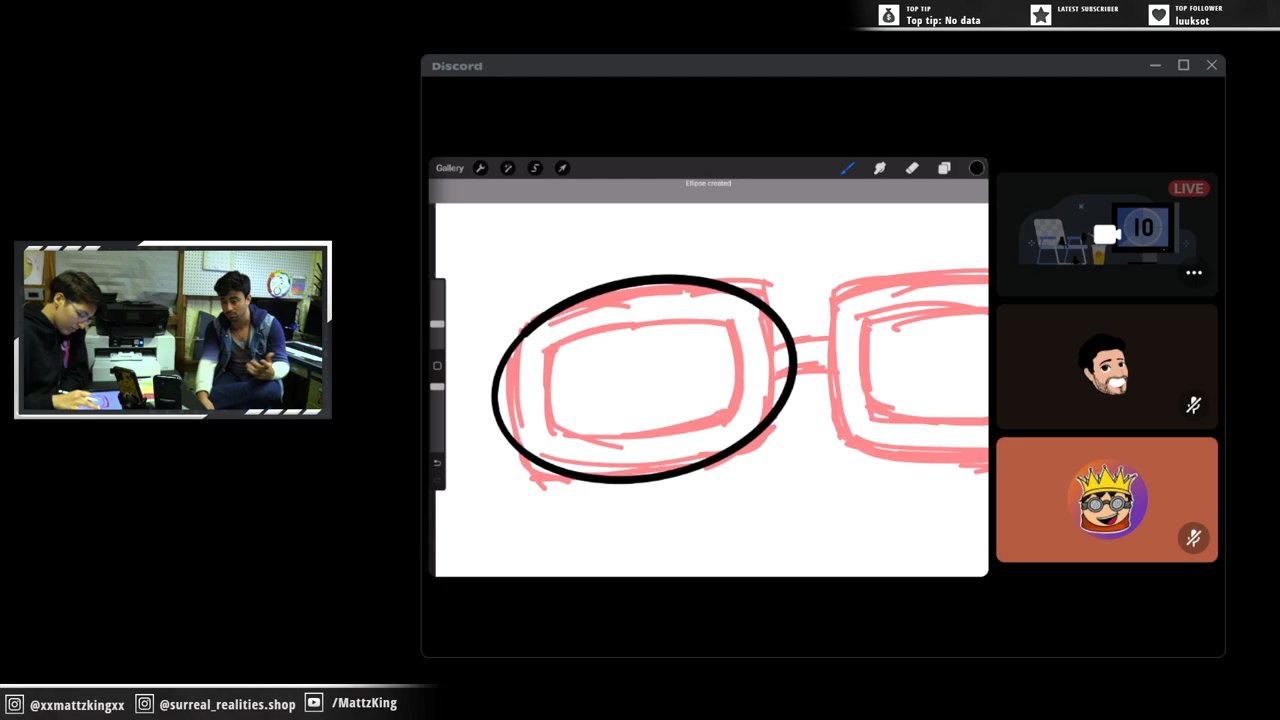 TOP TIP
Top tip: No data
LATEST SUBSCRIBER
TOP FOLLOWER
luuksot
Discord
Gallery
Ellipse created
LIVE
10
@xxmattzkingxx
@surreal_realities.shop
/MattzKing